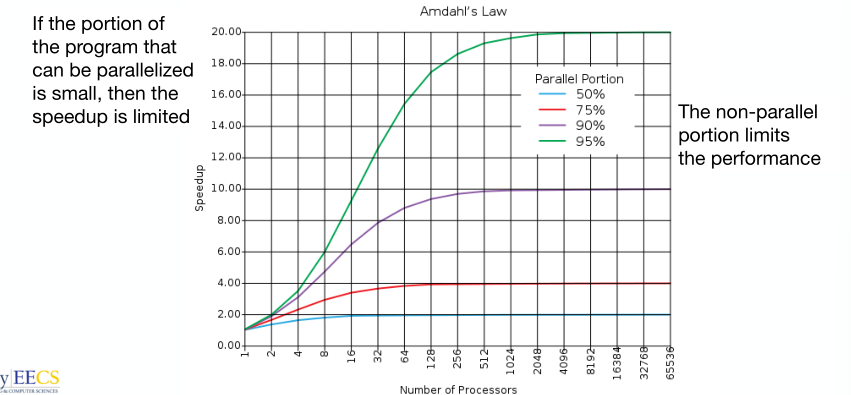 If the portion of
the program that
can be parallelized
is small, then the
speedup is limited
Amdahl's Law
20.00
18.00
16.00
14.00
12.00
10.00
8.00
6.00
4.00
2.00
0.00
Speedup
Parallel Portion
50%
75%
90%
95%
1
2
4
8
16
32
64
128
256
512
1024
2048
4096
8192
16384
32768
65536
Number of Processors
The non-parallel
portion limits
the performance
y EECS
& COMPUTER SCIENCES